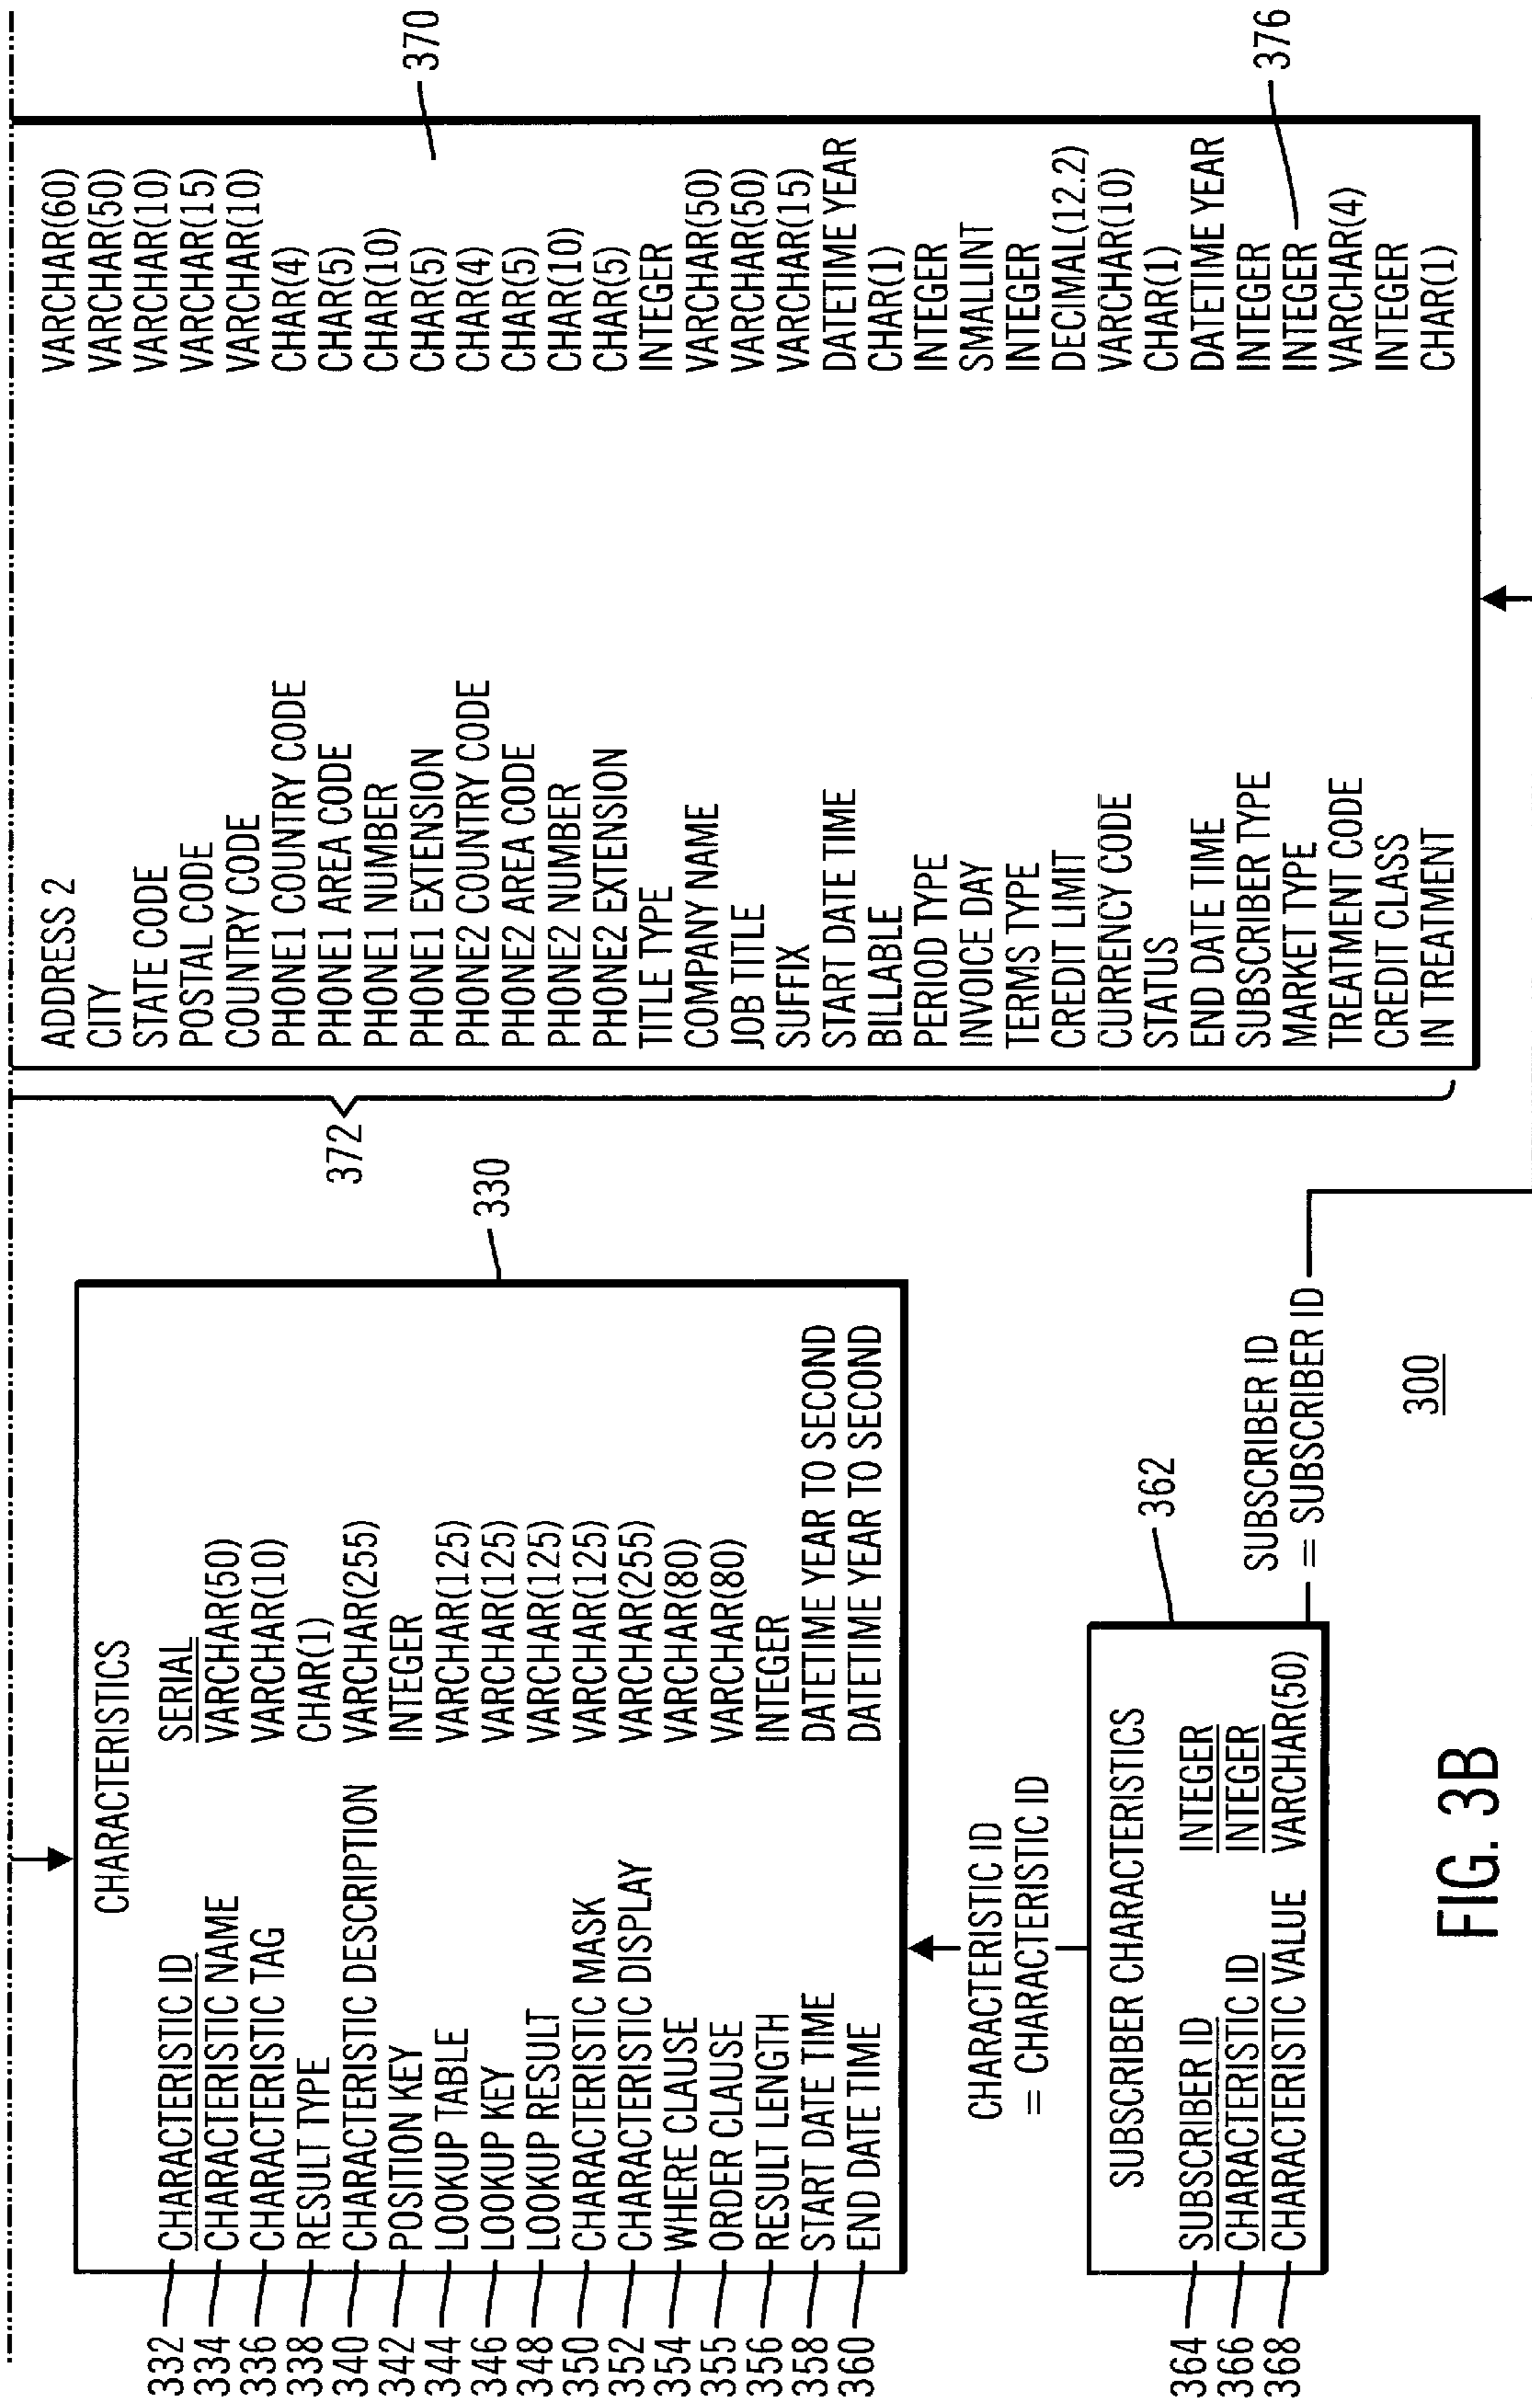 CHARACTERISTICS
332 CHARACTERISTIC ID SERIAL
334 CHARACTERISTIC NAME VARCHAR(50)
336 CHARACTERISTIC TAG VARCHAR(10)
338 RESULT TYPE CHAR(1)
340 CHARACTERISTIC DESCRIPTION VARCHAR(255)
342 POSITION KEY INTEGER
344 LOOKUP TABLE VARCHAR(125)
346 LOOKUP KEY VARCHAR(125)
348 LOOKUP RESULT VARCHAR(125)
350 CHARACTERISTIC MASK VARCHAR(125)
352 CHARACTERISTIC DISPLAY VARCHAR(255)
354 WHERE CLAUSE VARCHAR(80)
355 ORDER CLAUSE VARCHAR(80)
356 RESULT LENGTH INTEGER
358 START DATE TIME DATETIME YEAR TO SECOND
360 END DATE TIME DATETIME YEAR TO SECOND
330
CHARACTERISTIC ID
= CHARACTERISTIC ID
362
SUBSCRIBER CHARACTERISTICS
364 SUBSCRIBER ID INTEGER
366 CHARACTERISTIC ID INTEGER
368 CHARACTERISTIC VALUE VARCHAR(50)
SUBSCRIBER ID
= SUBSCRIBER ID
372
ADDRESS 2 VARCHAR(60)
CITY VARCHAR(50)
STATE CODE VARCHAR(10)
POSTAL CODE VARCHAR(15)
COUNTRY CODE VARCHAR(10)
PHONE1 COUNTRY CODE CHAR(4)
PHONE1 AREA CODE CHAR(5)
PHONE1 NUMBER CHAR(10)
PHONE1 EXTENSION CHAR(5)
PHONE2 COUNTRY CODE CHAR(4)
PHONE2 AREA CODE CHAR(5)
PHONE2 NUMBER CHAR(10)
PHONE2 EXTENSION CHAR(5)
TITLE TYPE INTEGER
COMPANY NAME VARCHAR(50)
JOB TITLE VARCHAR(50)
SUFFIX VARCHAR(15)
START DATE TIME DATETIME YEAR
BILLABLE CHAR(1)
PERIOD TYPE INTEGER
INVOICE DAY SMALLINT
TERMS TYPE INTEGER
CREDIT LIMIT DECIMAL(12.2)
CURRENCY CODE VARCHAR(10)
STATUS CHAR(1)
END DATE TIME DATETIME YEAR
SUBSCRIBER TYPE INTEGER
MARKET TYPE INTEGER
TREATMENT CODE VARCHAR(4)
CREDIT CLASS INTEGER
IN TREATMENT CHAR(1)
370
376
300
FIG. 3B